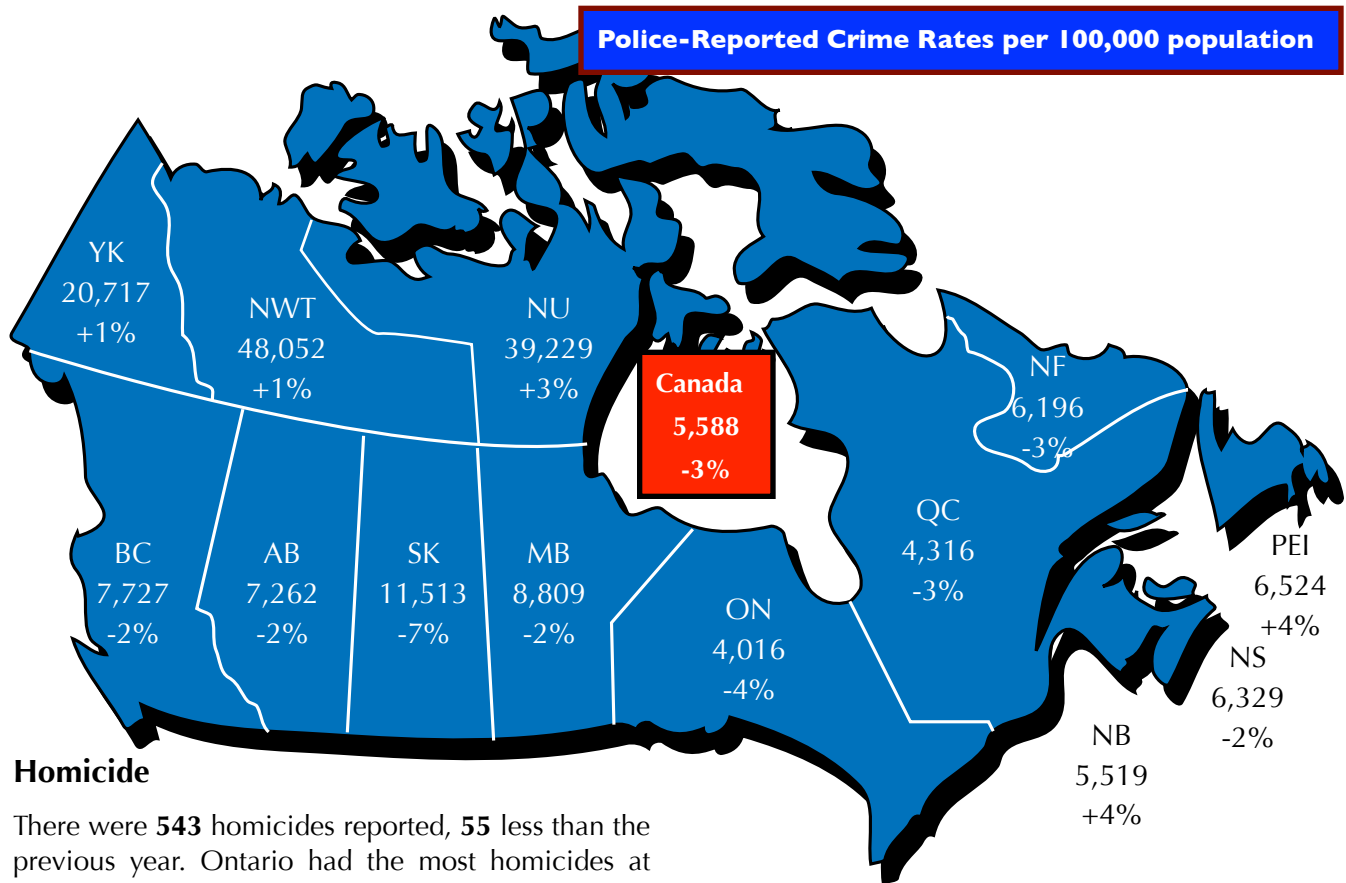 Police-Reported Crime Rates per 100,000 population
YK
20,717
+1%
NWT
48,052
+1%
NU
39,229
+3%
Canada
5,588
-3%
NF
6,196
-3%
BC
7,727
-2%
AB
7,262
-2%
SK
11,513
-7%
MB
8,809
-2%
ON
4,016
-4%
QC
4,316
-3%
PEI
6,524
+4%
NS
6,329
-2%
NB
5,519
+4%
Homicide
There were 543 homicides reported, 55 less than the
previous year. Ontario had the most homicides at